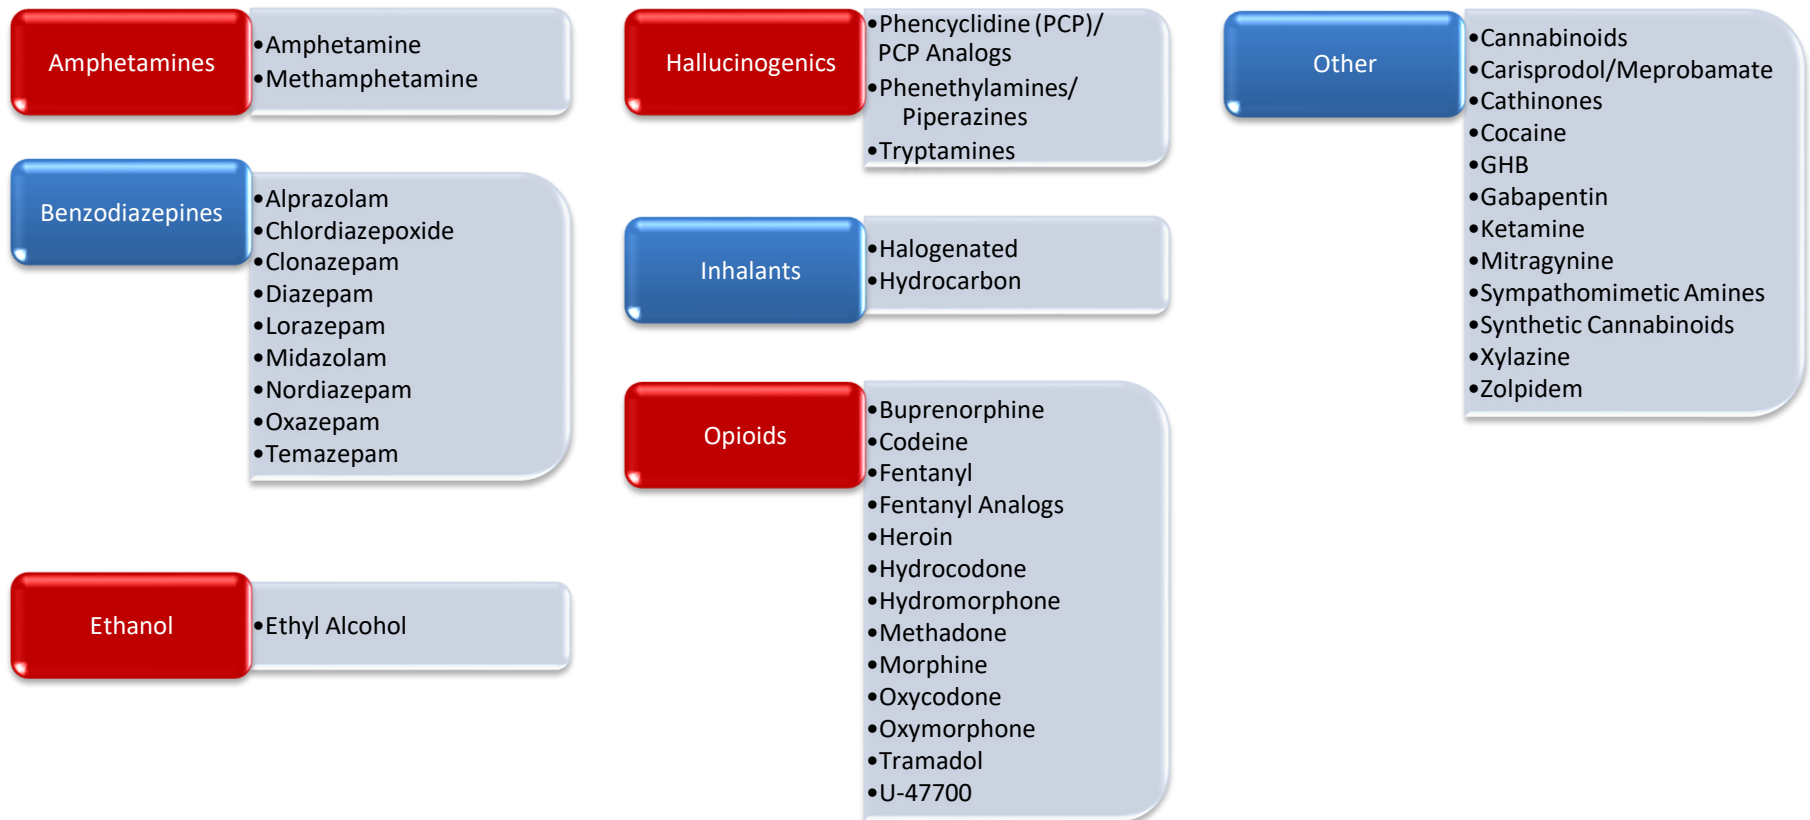 Amphetamines
•Amphetamine
•Methamphetamine
Benzodiazepines
•Alprazolam
•Chlordiazepoxide
•Clonazepam
•Diazepam
•Lorazepam
•Midazolam
•Nordiazepam
•Oxazepam
•Temazepam
Ethanol
•Ethyl Alcohol
Hallucinogenics
•Phencyclidine (PCP)/
PCP Analogs
•Phenethylamines/
Piperazines
•Tryptamines
Inhalants
•Halogenated
•Hydrocarbon
Opioids
•Buprenorphine
•Codeine
•Fentanyl
•Fentanyl Analogs
•Heroin
•Hydrocodone
•Hydromorphone
•Methadone
•Morphine
•Oxycodone
•Oxymorphone
•Tramadol
•U-47700
Other
•Cannabinoids
•Carisprodol/Meprobamate
•Cathinones
•Cocaine
•GHB
•Gabapentin
•Ketamine
•Mitragynine
•Sympathomimetic Amines
•Synthetic Cannabinoids
•Xylazine
•Zolpidem